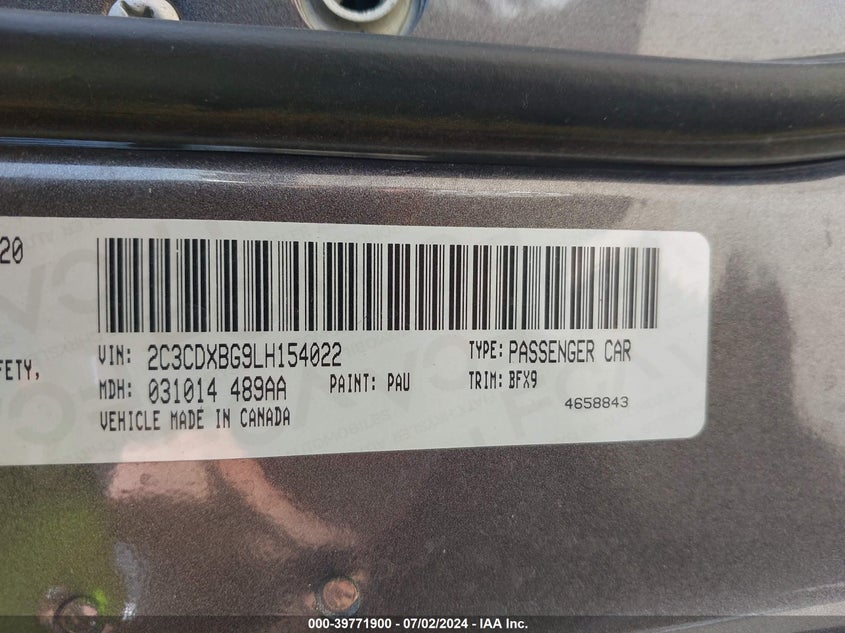 20
VIN: 2C3CDXBG9LH154022 TYPE: PASSENGER CAR
FETY,
MDH: 031014 489AA PAINT: PAU TRIM: BFX9
VEHICLE MADE IN CANADA 4658843
000-39771900 - 07/02/2024 - IAA Inc.